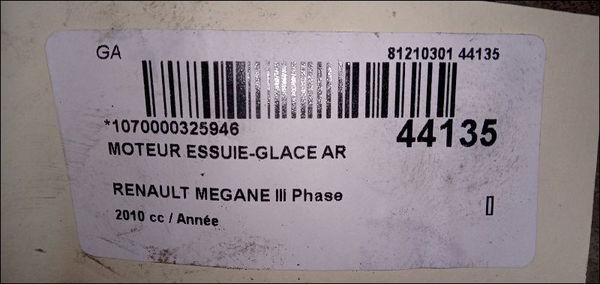 GA 81210301 44135
*1070000325946 44135
MOTEUR ESSUIE-GLACE AR
RENAULT MEGANE III Phase
2010 cc / Année